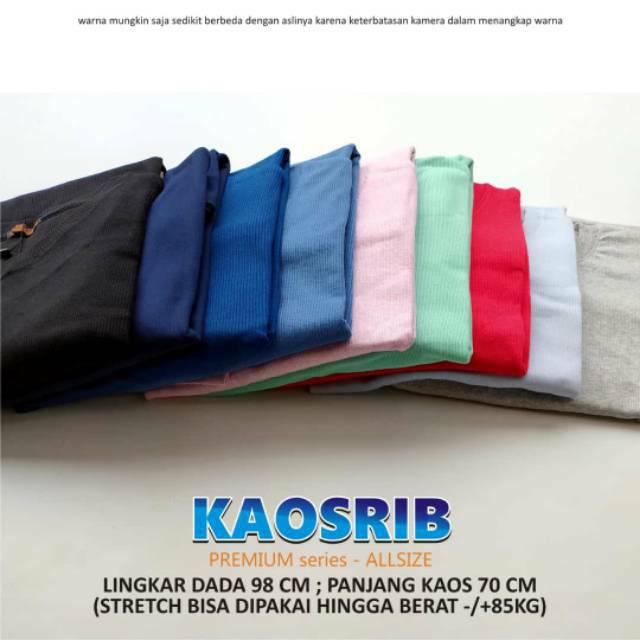 warna mungkin saja sedikit berbeda dengan aslinya karena keterbatasan kamera dalam menangkap warna
KAOSRIB
PREMIUM series - ALLSIZE
LINGKAR DADA 98 CM ; PANJANG KAOS 70 CM
(STRETCH BISA DIPAKAI HINGGA BERAT -/+85KG)